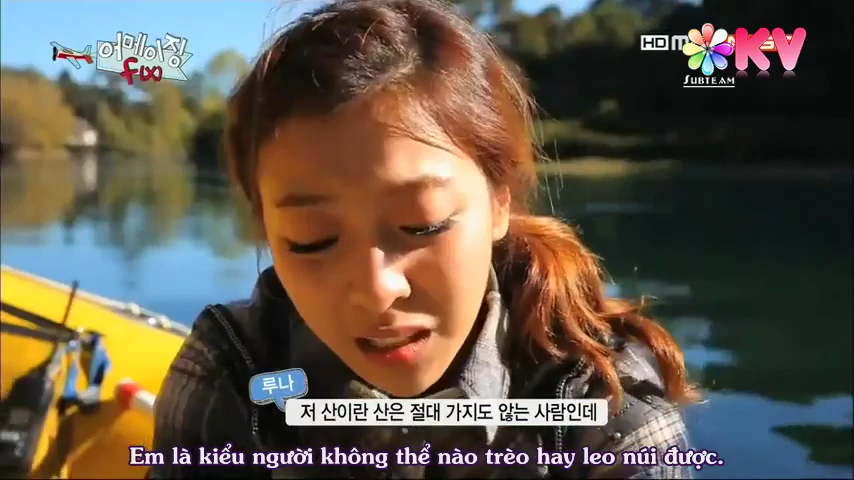 어메이징
f(x)
HD
KV
SUBTEAM
루나
저 산이란 산은 절대 가지도 않는 사람인데
Em là kiểu người không thể nào trèo hay leo núi được.